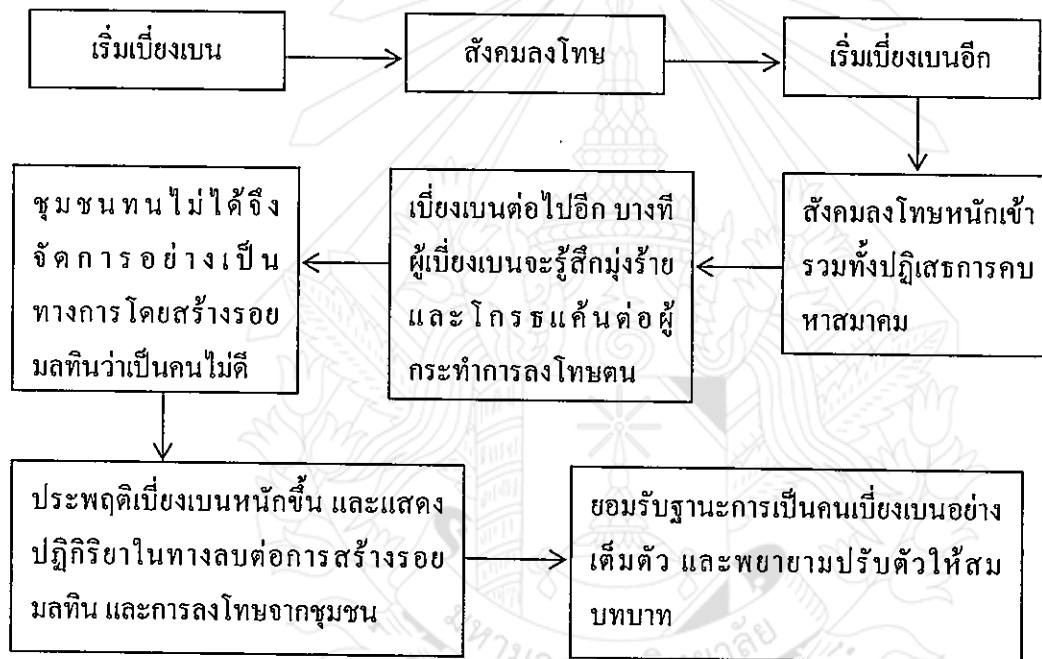 เริ่มเบี่ยงเบน
สังคมลงโทษ
เริ่มเบี่ยงเบนอีก
สังคมลงโทษหนักเข้า
รวมทั้งปฏิเสธการคบ
หาสมาคม
เบี่ยงเบนต่อไปอีก บางที
ผู้เบี่ยงเบนจะรู้สึกมุ่งร้าย
และโกรธแค้นต่อผู้
กระทำการลงโทษตน
ชุมชนทนไม่ได้จึง
จัดการอย่างเป็น
ทางการโดยสร้างรอย
มลทินว่าเป็นคนไม่ดี
ประพฤติเบี่ยงเบนหนักขึ้น และแสดง
ปฏิกิริยาในทางลบต่อการสร้างรอย
มลทิน และการลงโทษจากชุมชน
ยอมรับฐานะการเป็นคนเบี่ยงเบนอย่าง
เต็มตัว และพยายามปรับตัวให้สม
บทบาท